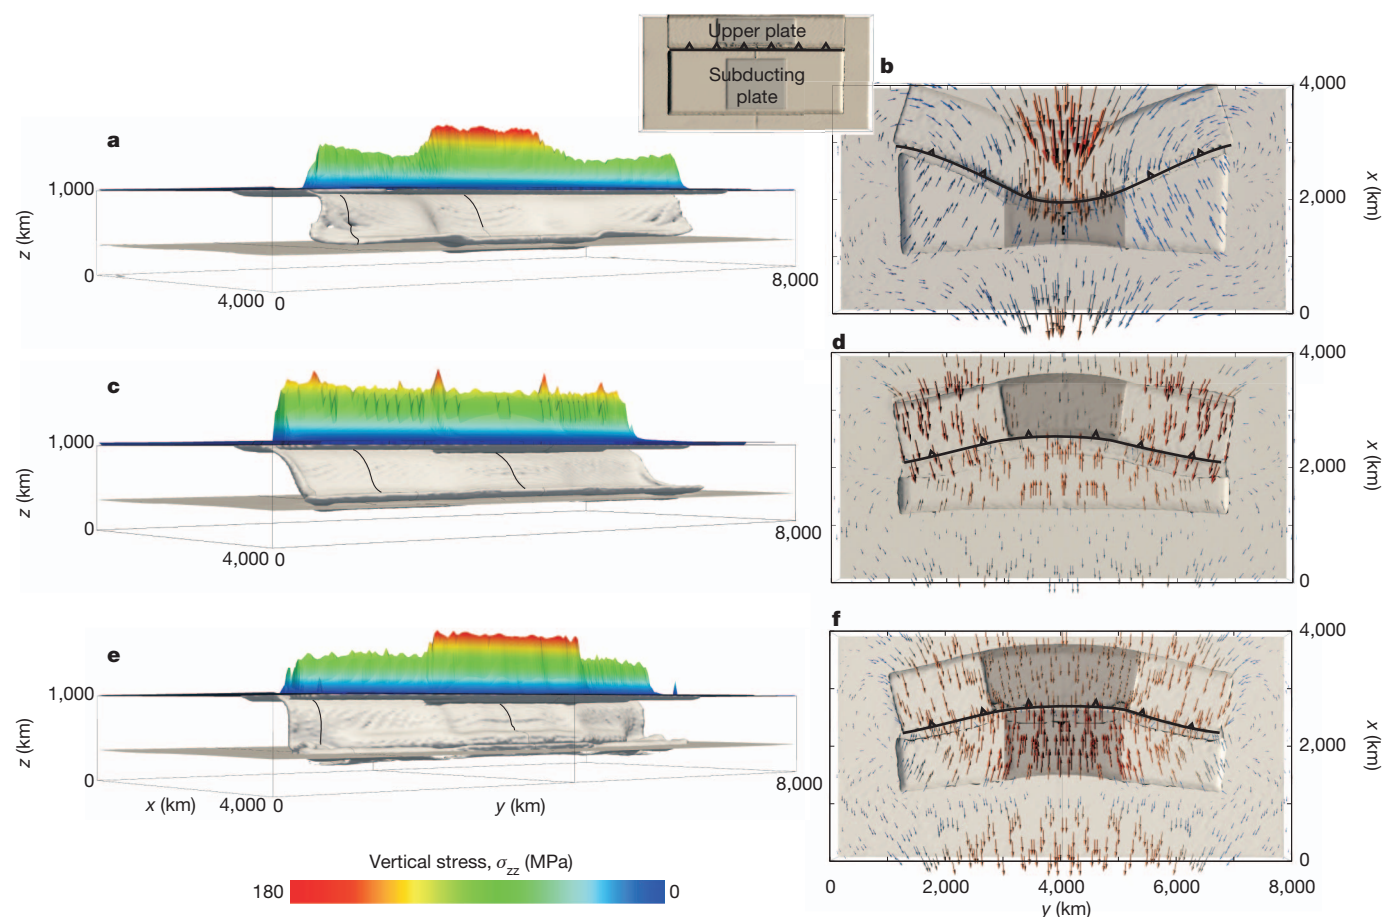 Upper plate
Subducting
plate
a
1,000
z (km)
0
4,000
0
8,000
b
4,000
2,000
0
x (km)
c
1,000
z (km)
0
4,000
0
8,000
d
4,000
2,000
0
x (km)
e
1,000
z (km)
0
x (km)
4,000
0
y (km)
8,000
f
4,000
2,000
0
x (km)
0
2,000
4,000
6,000
8,000
y (km)
Vertical stress, σzz (MPa)
180
0